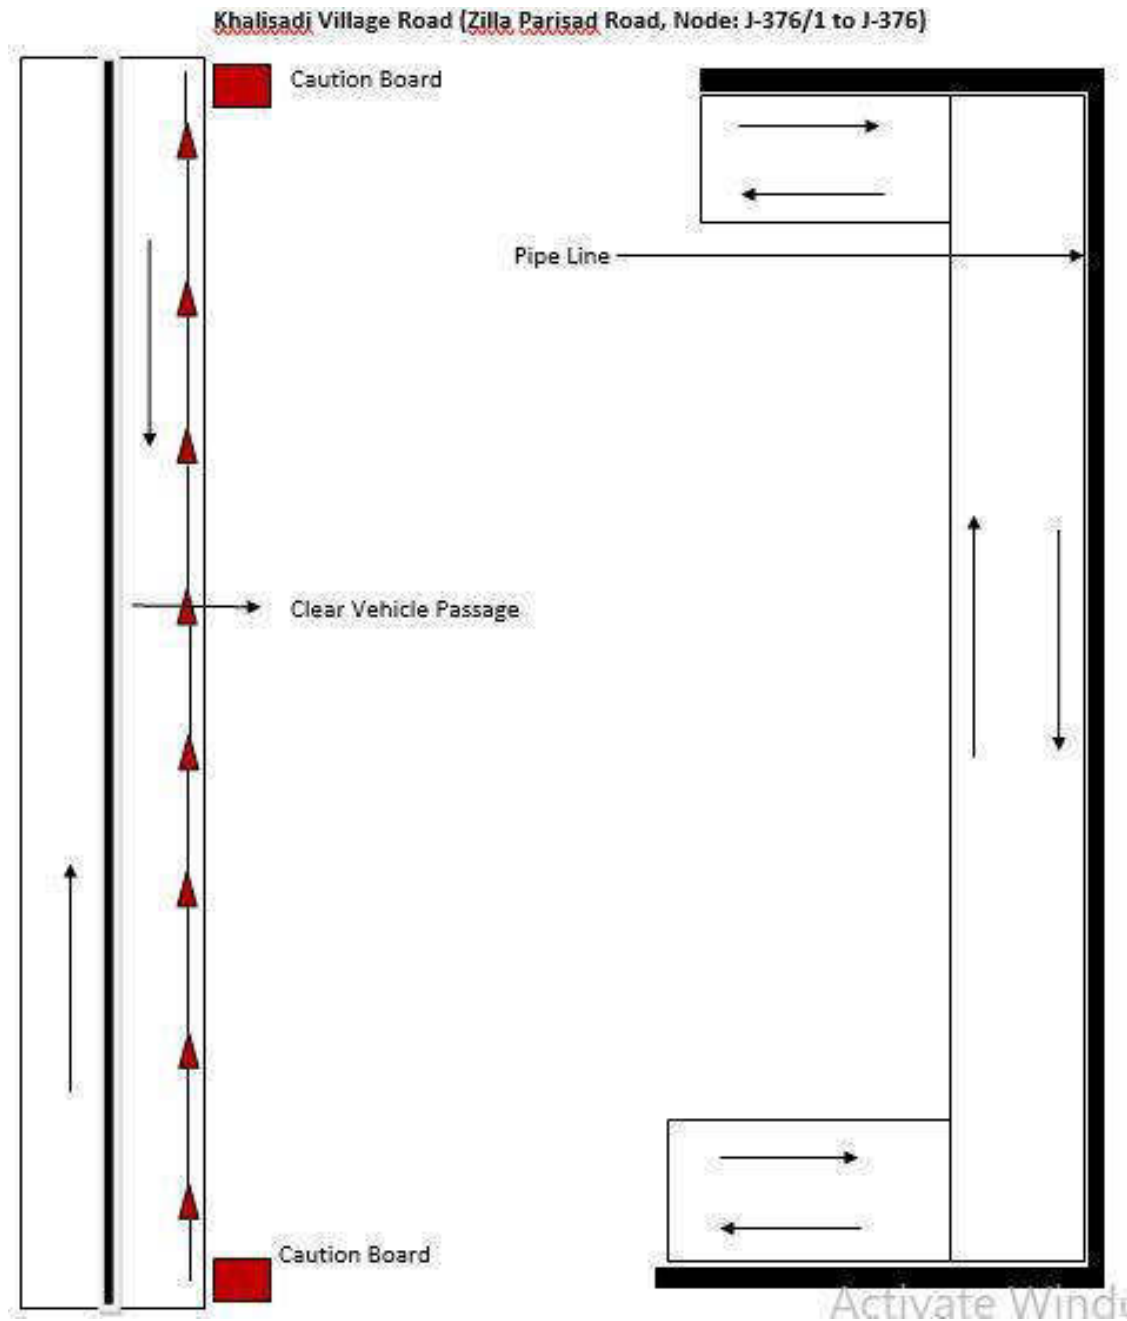 Khalisadi Village Road (Zilla Parisad Road, Node: J-376/1 to J-376)
Caution Board
Pipe Line
Clear Vehicle Passage
Caution Board
Activate Windo